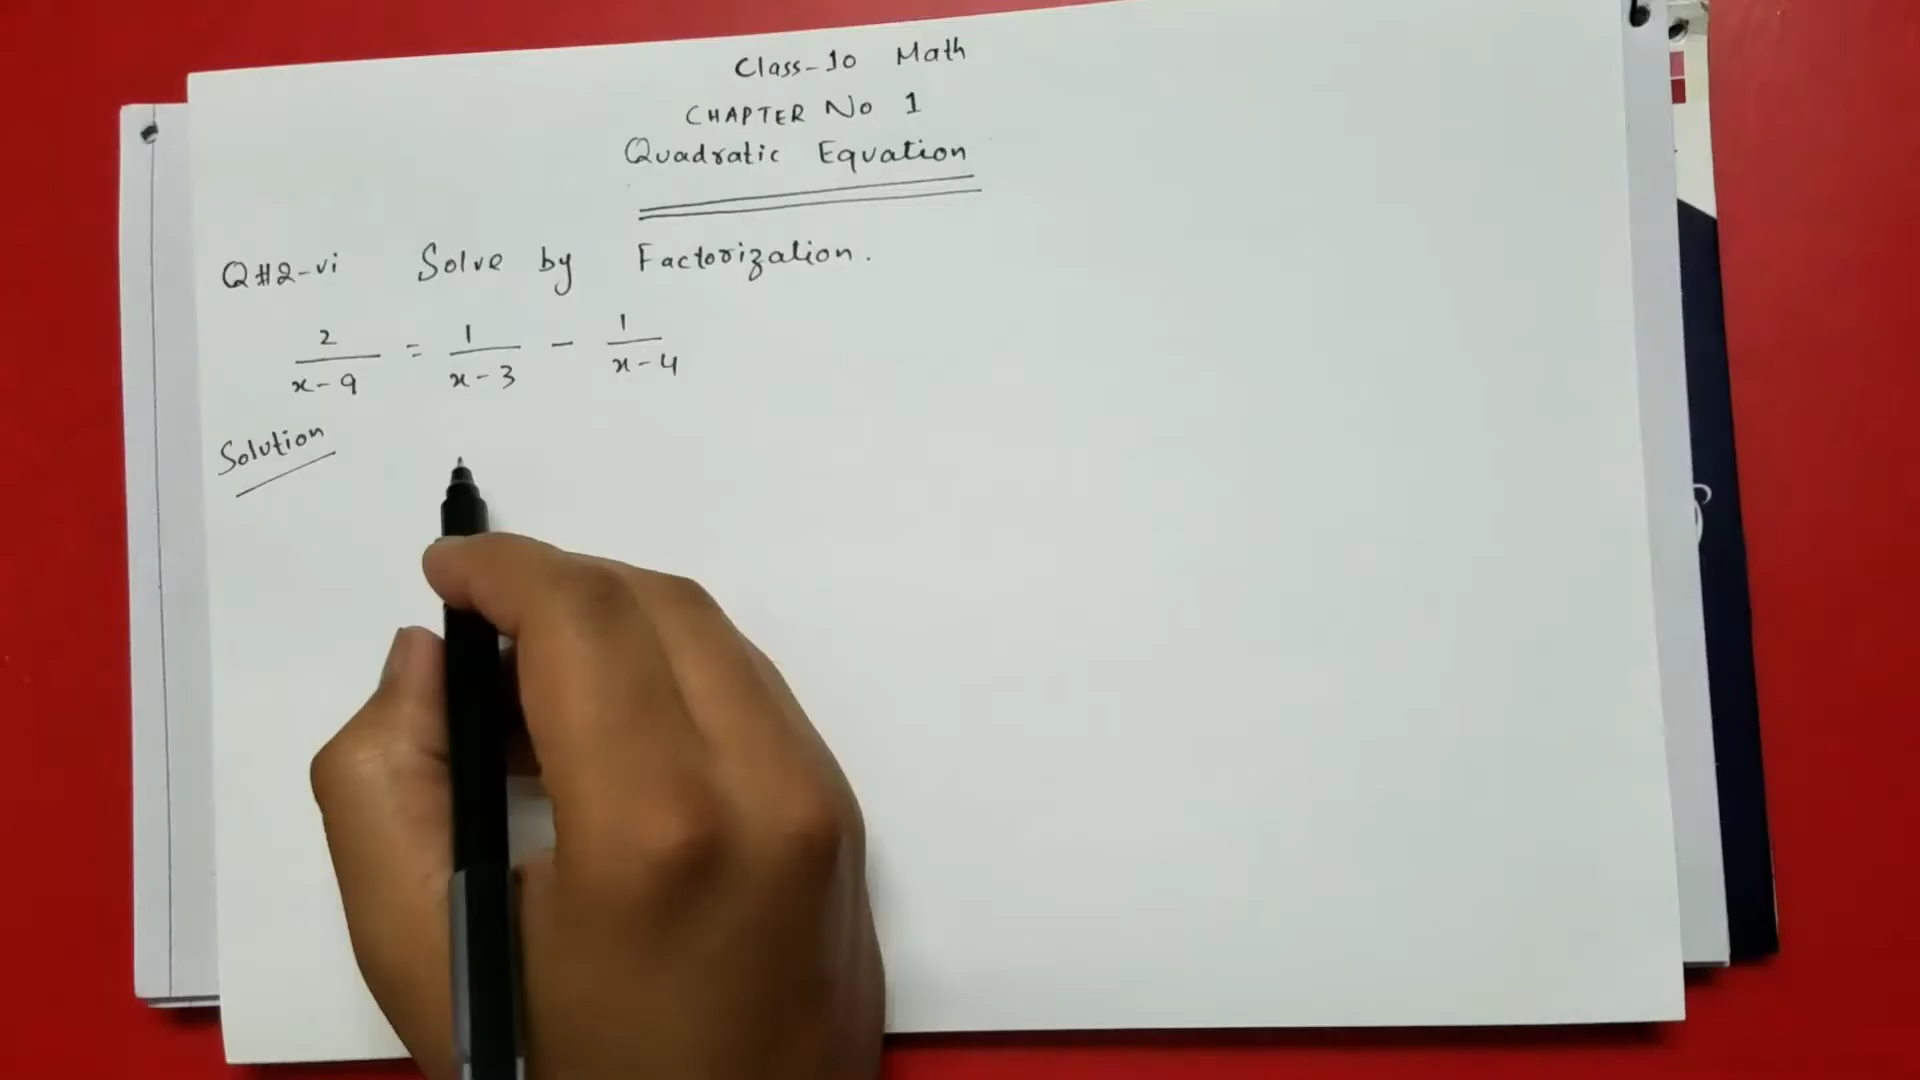 Class-10 Math
CHAPTER No 1
Quadratic Equation
Q#2-vi Solve by Factorization.
2/(x-9) = 1/(x-3) - 1/(x-4)
Solution